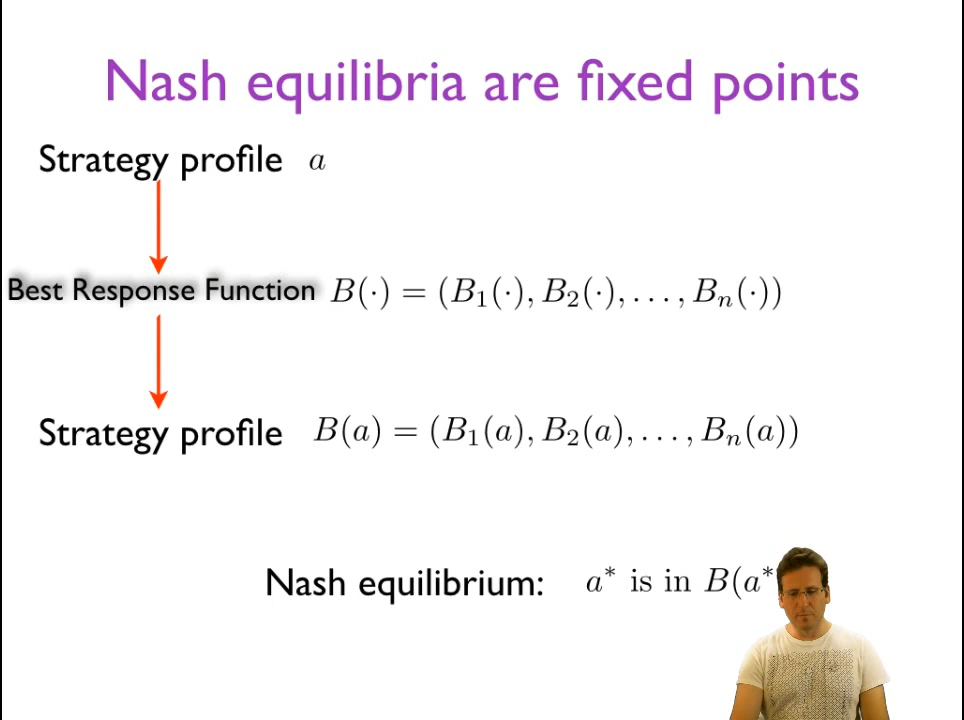 Nash equilibria are fixed points
Strategy profile a
Best Response Function B(·) = (B₁(·), B₂(·), . . . , Bₙ(·))
Strategy profile B(a) = (B₁(a), B₂(a), . . . , Bₙ(a))
Nash equilibrium: a* is in B(a*